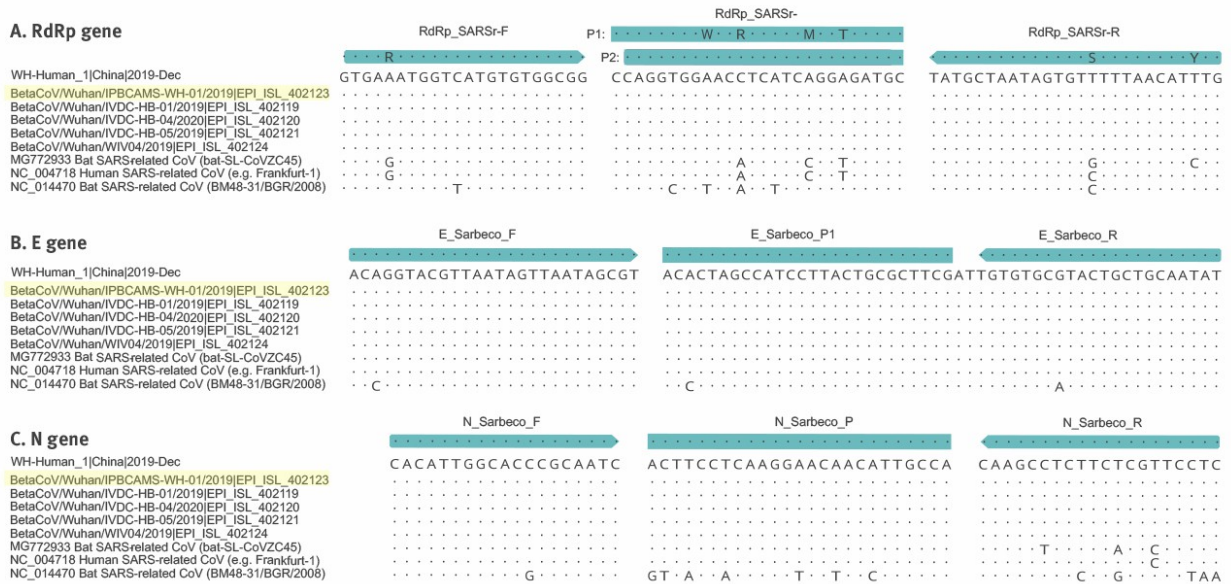 A. RdRp gene
RdRp_SARSr-F RdRp_SARSr- RdRp_SARSr-R
P1: W R M T
R P2: S Y
WH-Human_1|China|2019-Dec GTGAAATGGTCATGTGTGGCGG CCAGGTGGAACCTCATCAGGAGATGC TATGCTAATAGTGTTTTTAACATTTG
BetaCoV/Wuhan/IPBCAMS-WH-01/2019|EPI_ISL_402123
BetaCoV/Wuhan/IVDC-HB-01/2019|EPI_ISL_402119
BetaCoV/Wuhan/IVDC-HB-04/2020|EPI_ISL_402120
BetaCoV/Wuhan/IVDC-HB-05/2019|EPI_ISL_402121
BetaCoV/Wuhan/WIV04/2019|EPI_ISL_402124
MG772933 Bat SARS-related CoV (bat-SL-CoVZC45) G A C T G C
NC_004718 Human SARS-related CoV (e.g. Frankfurt-1) G A C T C
NC_014470 Bat SARS-related CoV (BM48-31/BGR/2008) T C T A T C
B. E gene
E_Sarbeco_F E_Sarbeco_P1 E_Sarbeco_R
WH-Human_1|China|2019-Dec ACAGGTACGTTAATAGTTAATAGCGT ACACTAGCCATCCTTACTGCGCTTCGATTGTGTGCGTACTGCTGCAATAT
BetaCoV/Wuhan/IPBCAMS-WH-01/2019|EPI_ISL_402123
BetaCoV/Wuhan/IVDC-HB-01/2019|EPI_ISL_402119
BetaCoV/Wuhan/IVDC-HB-04/2020|EPI_ISL_402120
BetaCoV/Wuhan/IVDC-HB-05/2019|EPI_ISL_402121
BetaCoV/Wuhan/WIV04/2019|EPI_ISL_402124
MG772933 Bat SARS-related CoV (bat-SL-CoVZC45)
NC_004718 Human SARS-related CoV (e.g. Frankfurt-1)
NC_014470 Bat SARS-related CoV (BM48-31/BGR/2008) C C A
C. N gene
N_Sarbeco_F N_Sarbeco_P N_Sarbeco_R
WH-Human_1|China|2019-Dec CACATTGGCACCCGCAATC ACTTCCTCAAGGAACAACATTGCCA CAAGCCTCTTCTCGTTCCTC
BetaCoV/Wuhan/IPBCAMS-WH-01/2019|EPI_ISL_402123
BetaCoV/Wuhan/IVDC-HB-01/2019|EPI_ISL_402119
BetaCoV/Wuhan/IVDC-HB-04/2020|EPI_ISL_402120
BetaCoV/Wuhan/IVDC-HB-05/2019|EPI_ISL_402121
BetaCoV/Wuhan/WIV04/2019|EPI_ISL_402124
MG772933 Bat SARS-related CoV (bat-SL-CoVZC45) T A C
NC_004718 Human SARS-related CoV (e.g. Frankfurt-1) C
NC_014470 Bat SARS-related CoV (BM48-31/BGR/2008) G GT A A T T C C G TAA